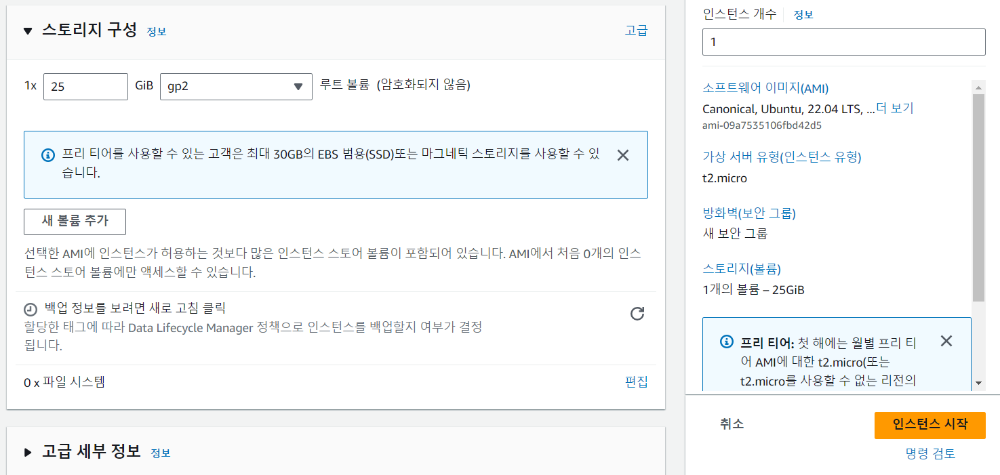 스토리지 구성 정보
고급
1x 25 GiB gp2 루트 볼륨 (암호화되지 않음)
프리 티어를 사용할 수 있는 고객은 최대 30GB의 EBS 범용(SSD)또는 마그네틱 스토리지를 사용할 수 있
습니다.
새 볼륨 추가
선택한 AMI에 인스턴스가 허용하는 것보다 많은 인스턴스 스토어 볼륨이 포함되어 있습니다. AMI에서 처음 0개의 인스
턴스 스토어 볼륨에만 액세스할 수 있습니다.
백업 정보를 보려면 새로 고침 클릭
할당한 태그에 따라 Data Lifecycle Manager 정책으로 인스턴스를 백업할지 여부가 결정
됩니다.
0 x 파일 시스템
편집
고급 세부 정보 정보
인스턴스 개수 정보
1
소프트웨어 이미지(AMI)
Canonical, Ubuntu, 22.04 LTS, ...더 보기
ami-09a7535106fbd42d5
가상 서버 유형(인스턴스 유형)
t2.micro
방화벽(보안 그룹)
새 보안 그룹
스토리지(볼륨)
1개의 볼륨 – 25GiB
프리 티어: 첫 해에는 월별 프리 티
어 AMI에 대한 t2.micro(또는
t2.micro를 사용할 수 없는 리전의
취소
인스턴스 시작
명령 검토